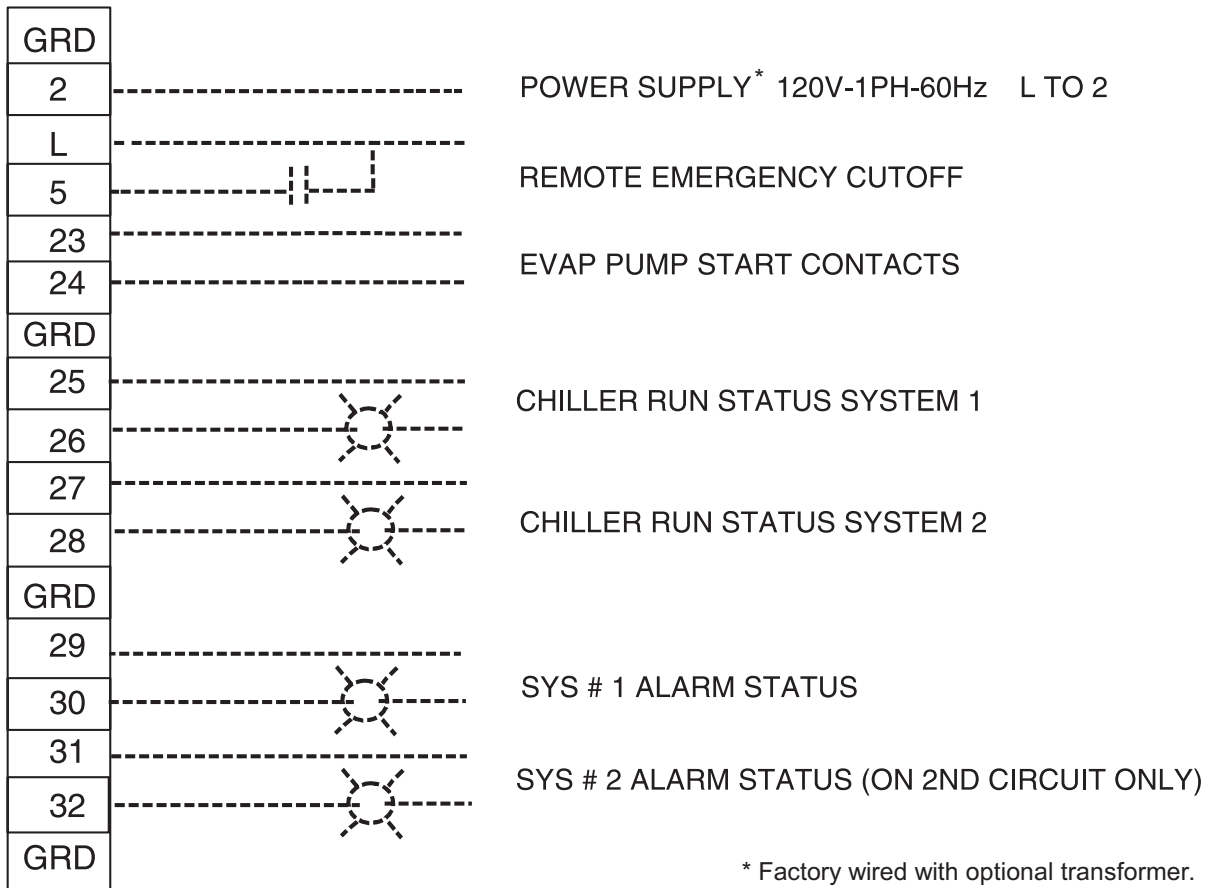 GRD
2
POWER SUPPLY* 120V-1PH-60Hz L TO 2
L
5
REMOTE EMERGENCY CUTOFF
23
24
EVAP PUMP START CONTACTS
GRD
25
26
CHILLER RUN STATUS SYSTEM 1
27
28
CHILLER RUN STATUS SYSTEM 2
GRD
29
30
SYS # 1 ALARM STATUS
31
32
SYS # 2 ALARM STATUS (ON 2ND CIRCUIT ONLY)
GRD
* Factory wired with optional transformer.